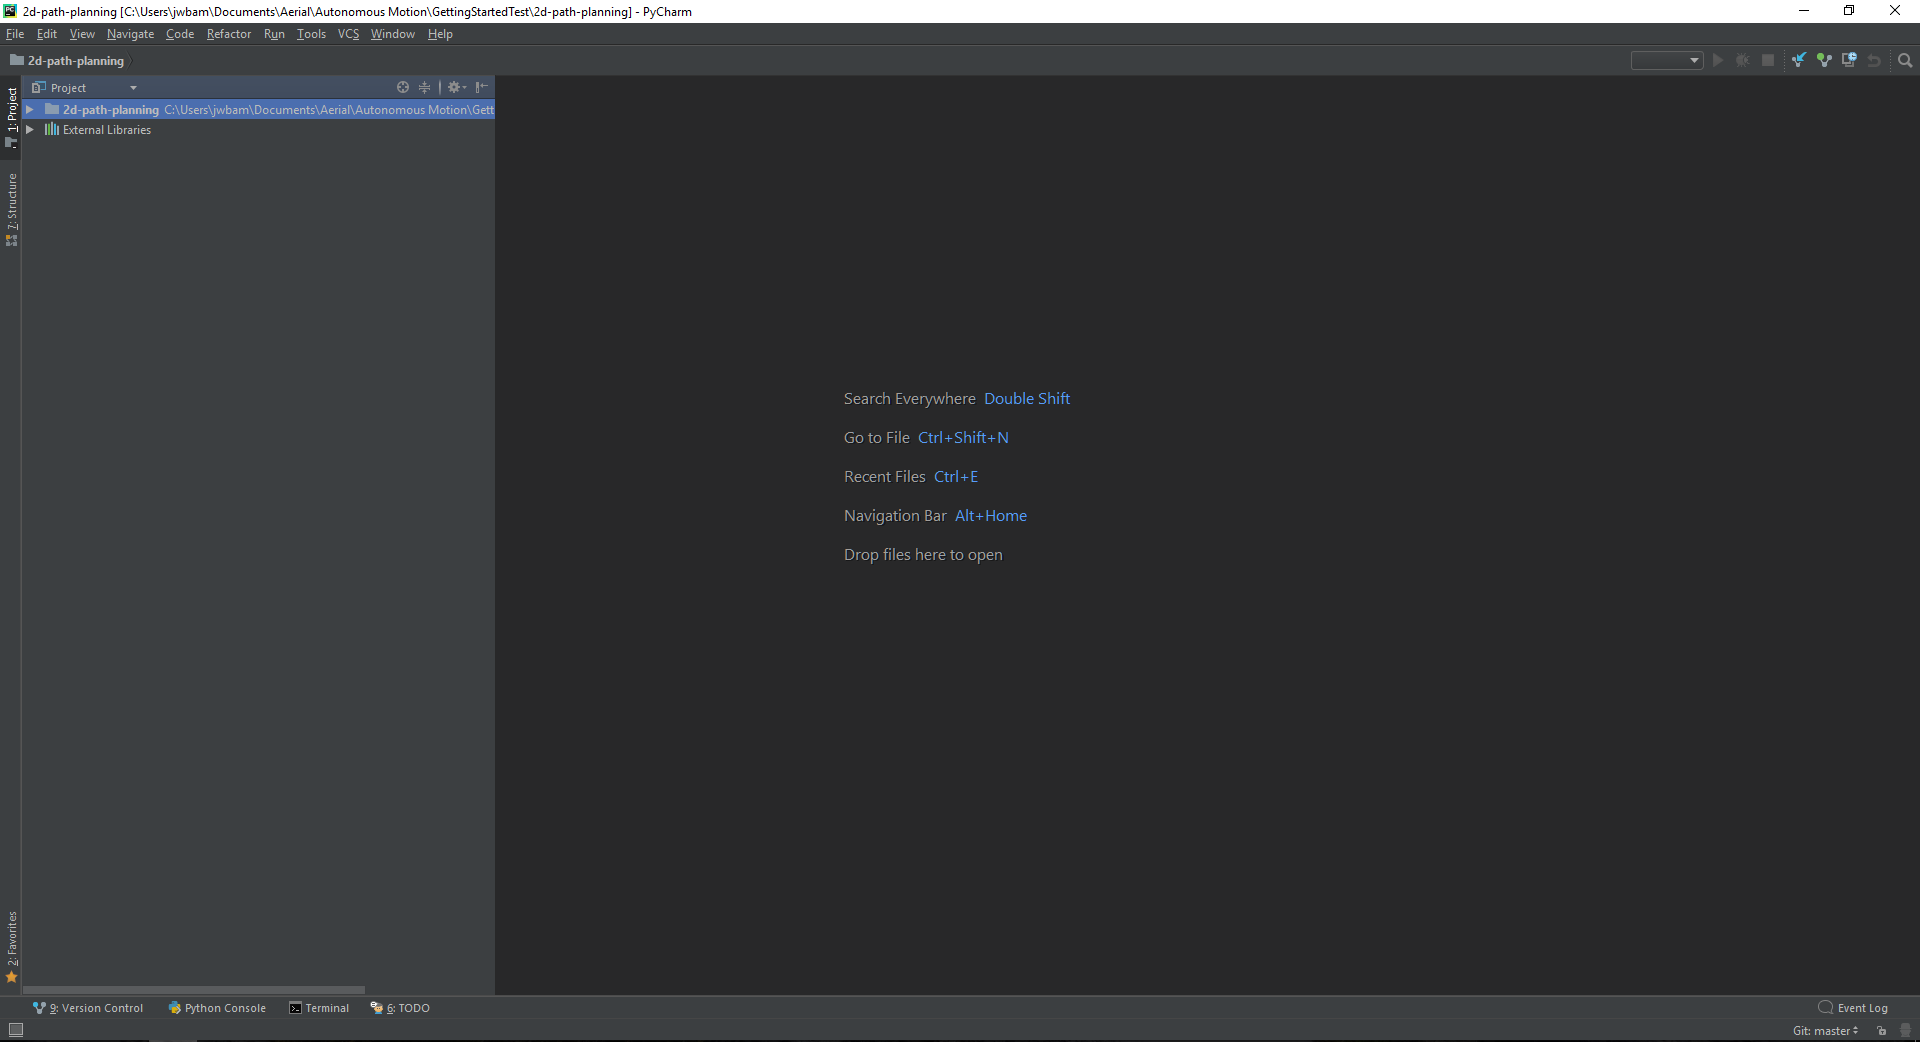 2d-path-planning [C:\Users\jwbam\Documents\Aerial\Autonomous Motion\GettingStartedTest\2d-path-planning] - PyCharm
File Edit View Navigate Code Refactor Run Tools VCS Window Help
2d-path-planning
Project
2d-path-planning C:\Users\jwbam\Documents\Aerial\Autonomous Motion\Gett
External Libraries
1: Project
7: Structure
Search Everywhere Double Shift
Go to File Ctrl+Shift+N
Recent Files Ctrl+E
Navigation Bar Alt+Home
Drop files here to open
2: Favorites
9: Version Control Python Console Terminal 6: TODO Event Log
Git: master